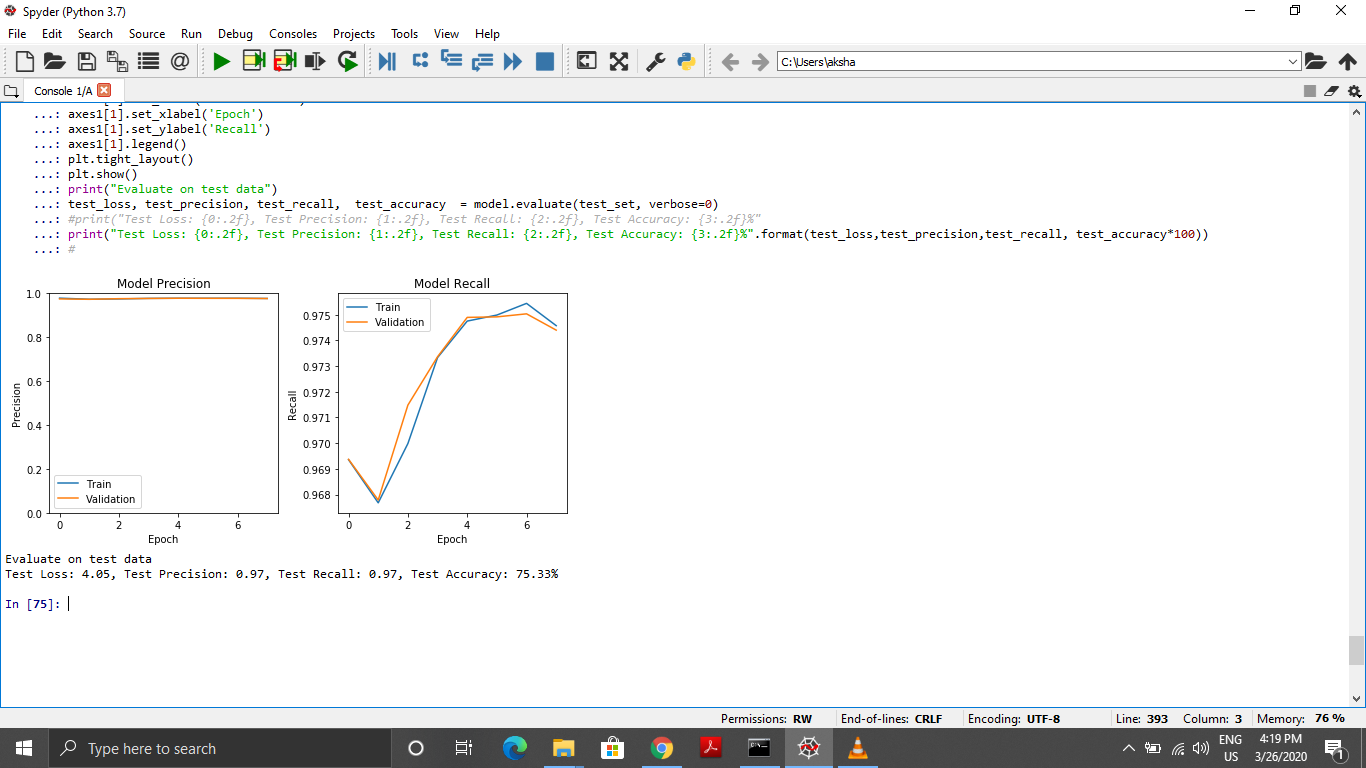 Spyder (Python 3.7)
File Edit Search Source Run Debug Consoles Projects Tools View Help
C:\Users\aksha
Console 1/A
...: axes1[1].set_xlabel('Epoch')
...: axes1[1].set_ylabel('Recall')
...: axes1[1].legend()
...: plt.tight_layout()
...: plt.show()
...: print("Evaluate on test data")
...: test_loss, test_precision, test_recall,  test_accuracy  = model.evaluate(test_set, verbose=0)
...: #print("Test Loss: {0:.2f}, Test Precision: {1:.2f}, Test Recall: {2:.2f}, Test Accuracy: {3:.2f}%"
...: print("Test Loss: {0:.2f}, Test Precision: {1:.2f}, Test Recall: {2:.2f}, Test Accuracy: {3:.2f}%".format(test_loss,test_precision,test_recall, test_accuracy*100))
...: #
Model Precision
1.0
0.8
0.6
0.4
0.2
0.0
Precision
Train
Validation
0 2 4 6
Epoch
Model Recall
Train
Validation
0.975
0.974
0.973
0.972
0.971
0.970
0.969
0.968
Recall
0 2 4 6
Epoch
Evaluate on test data
Test Loss: 4.05, Test Precision: 0.97, Test Recall: 0.97, Test Accuracy: 75.33%
In [75]:
Permissions: RW End-of-lines: CRLF Encoding: UTF-8 Line: 393 Column: 3 Memory: 76 %
Type here to search
ENG
US
4:19 PM
3/26/2020
1